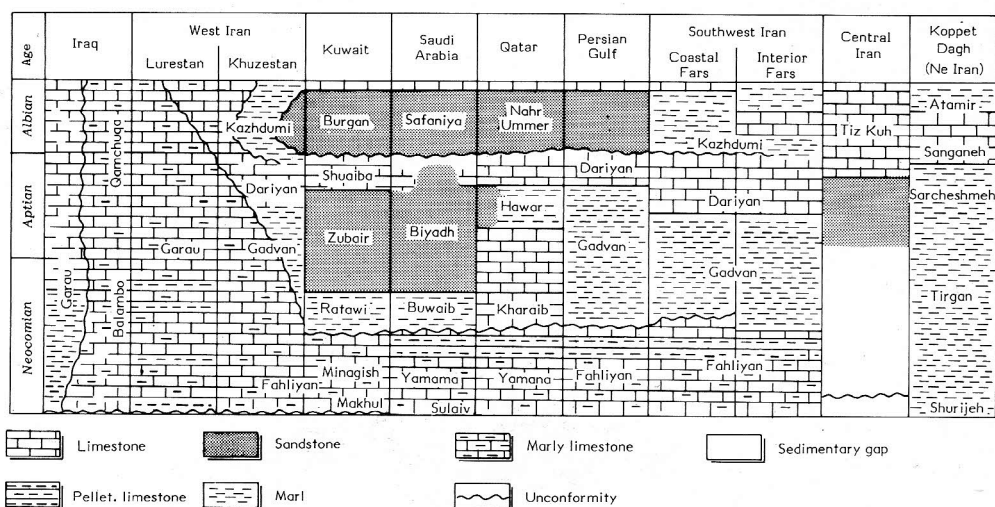 Age
Iraq
West Iran
Lurestan
Khuzestan
Kuwait
Saudi
Arabia
Qatar
Persian
Gulf
Southwest Iran
Coastal
Fars
Interior
Fars
Central
Iran
Koppet
Dagh
(Ne Iran)
Albian
Aptian
Neocomian
Qamchuqa
Garau
Balambo
Garau
Kazhdumi
Dariyan
Gadvan
Fahliyan
Burgan
Shuaiba
Zubair
Ratawi
Minagish
Makhul
Safaniya
Biyadh
Buwaib
Yamama
Sulaiv
Nahr
Ummer
Hawar
Kharaib
Yamana
Dariyan
Gadvan
Fahliyan
Kazhdumi
Dariyan
Gadvan
Fahliyan
Tiz Kuh
Atamir
Sanganeh
Sarcheshmeh
Tirgan
Shurijeh
Limestone
Sandstone
Marly limestone
Sedimentary gap
Pellet. limestone
Marl
Unconformity